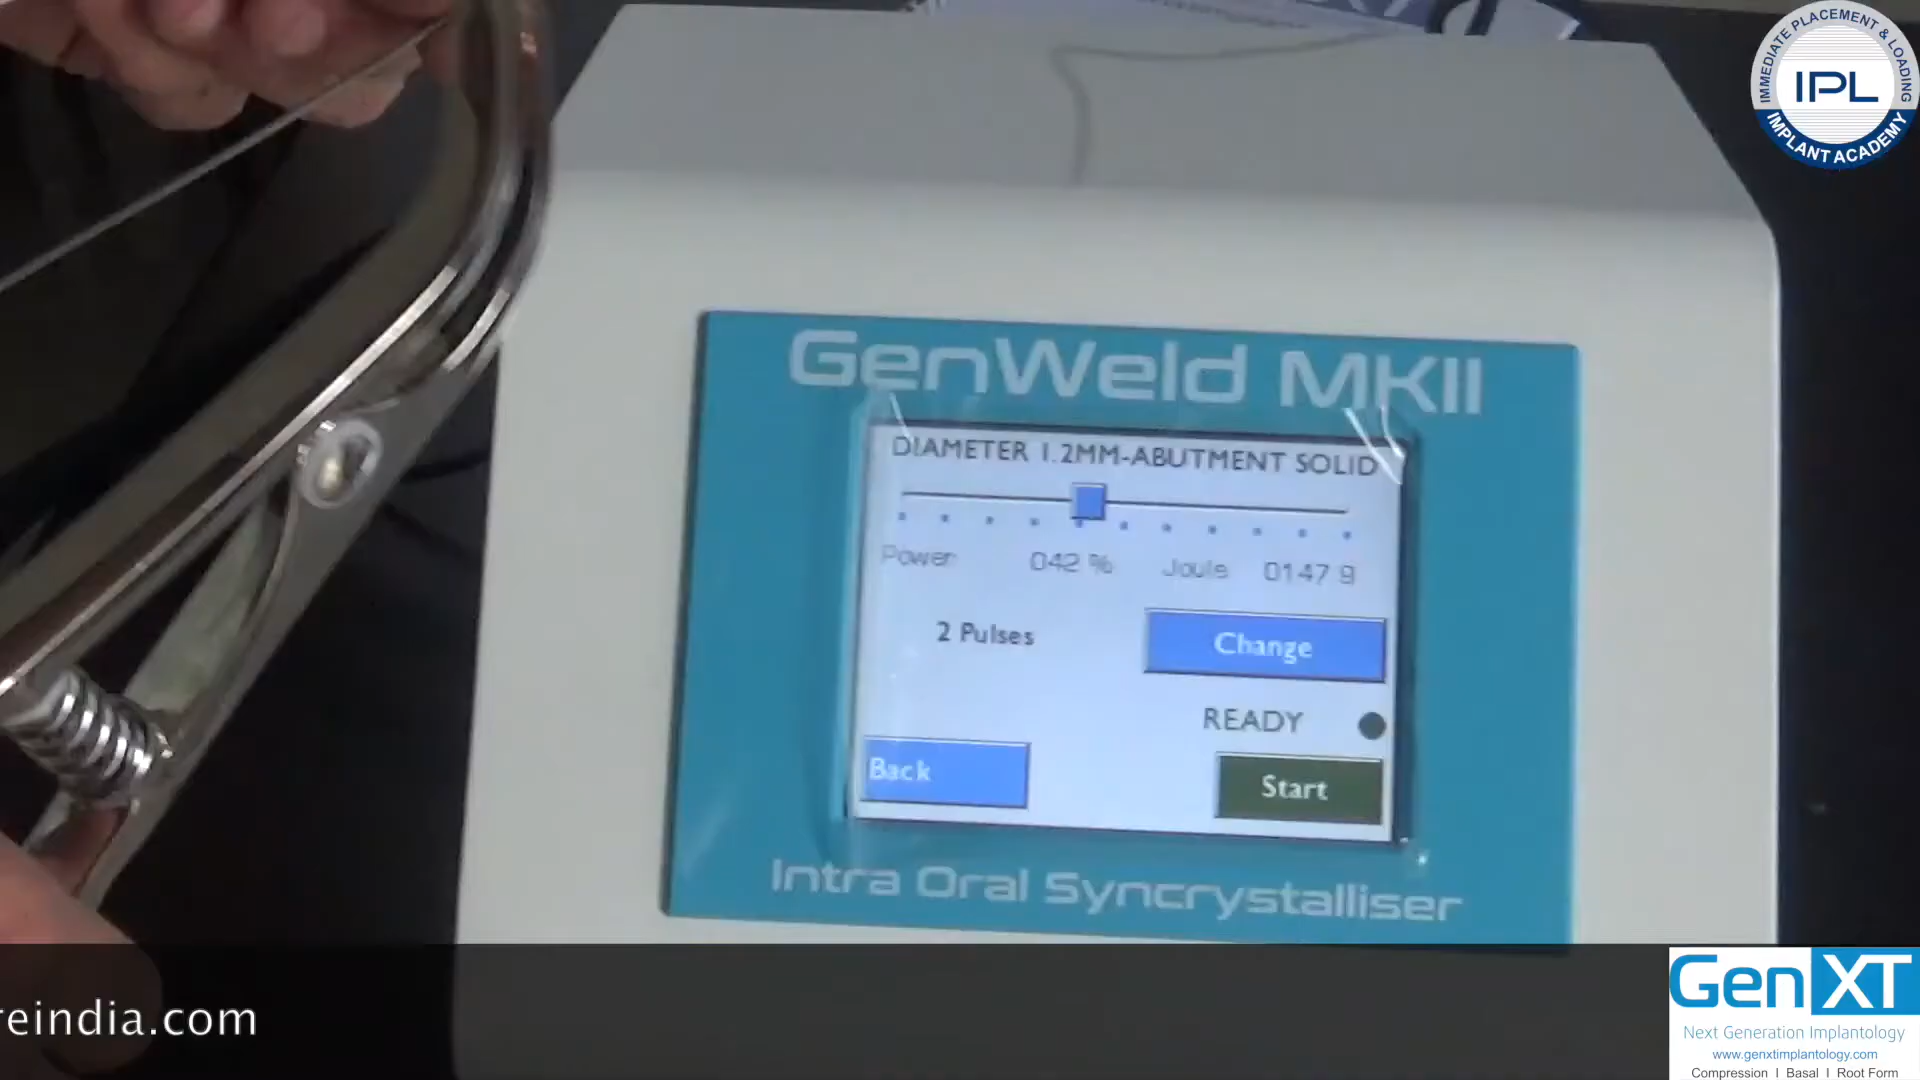 IMMEDIATE PLACEMENT & LOADING
IPL
IMPLANT ACADEMY
GenWeld MKII
DIAMETER 1.2MM-ABUTMENT SOLID
Power 042 % Joule 0147 9
2 Pulses
Change
READY
Back
Start
Intra Oral Syncrystalliser
reindia.com
GenXT
Next Generation Implantology
www.genxtimplantology.com
Compression I Basal I Root Form